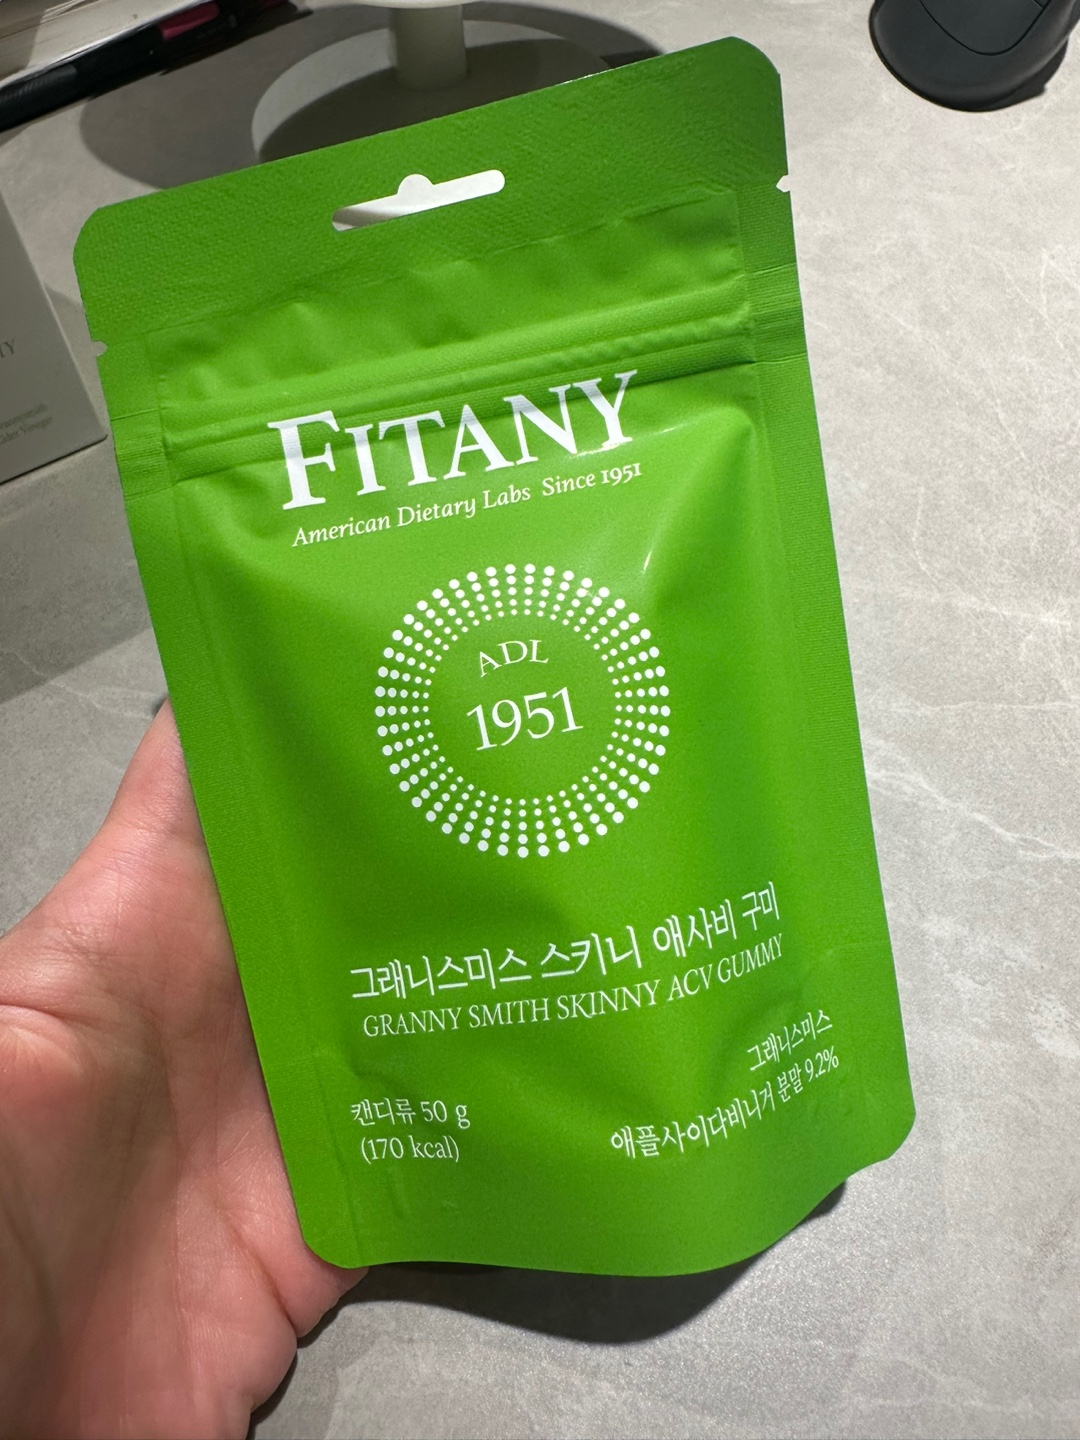 FITANY
American Dietary Labs Since 1951
ADL
1951
그래니스미스 스키니 애사비 구미
GRANNY SMITH SKINNY ACV GUMMY
캔디류 50 g
(170 kcal)
그래니스미스
애플사이다비니거 분말 9.2%